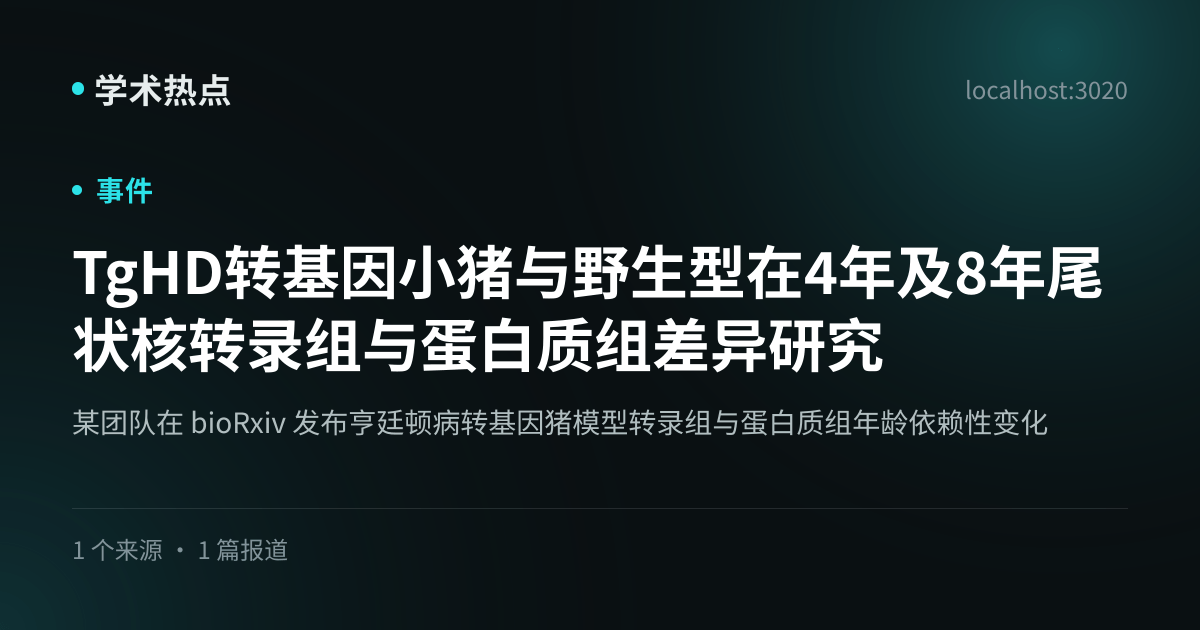 学术热点
localhost:3020
事件
TgHD转基因小猪与野生型在4年及8年尾
状核转录组与蛋白质组差异研究
某团队在 bioRxiv 发布亨廷顿病转基因猪模型转录组与蛋白质组年龄依赖性变化
1 个来源 · 1 篇报道